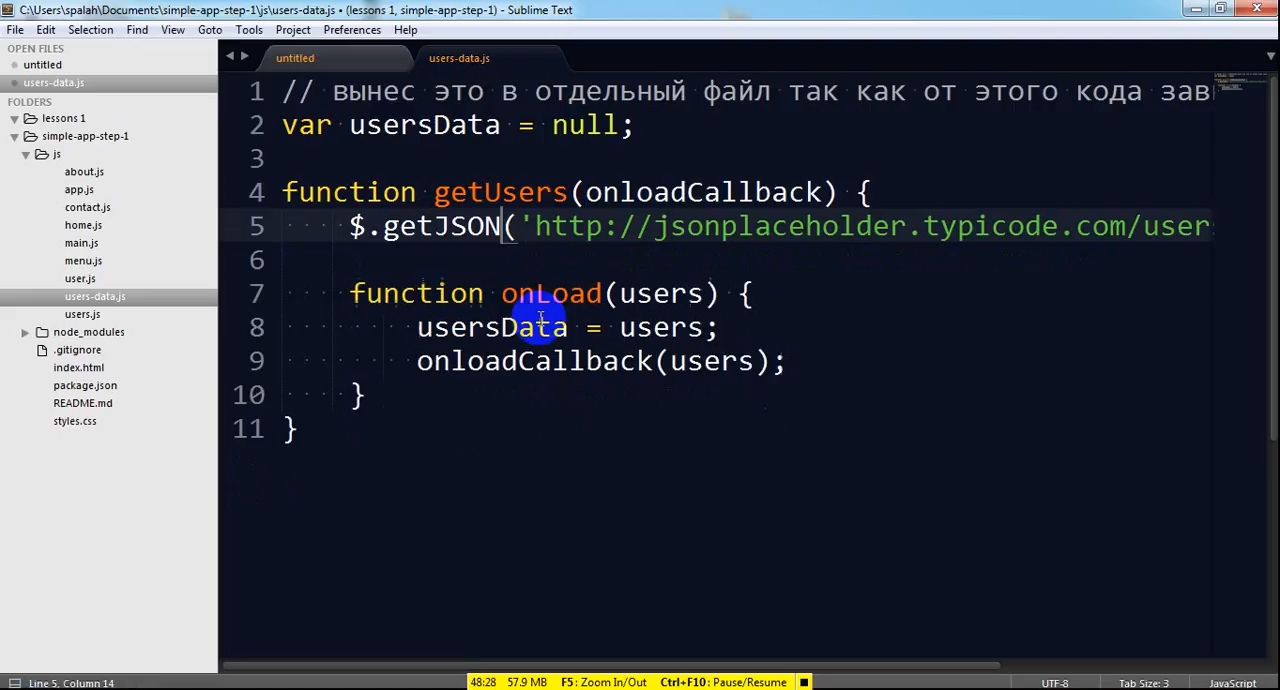 C:\Users\spalah\Documents\simple-app-step-1\js\users-data.js • (lessons 1, simple-app-step-1) - Sublime Text
File Edit Selection Find View Goto Tools Project Preferences Help
OPEN FILES
untitled
users-data.js
FOLDERS
lessons 1
simple-app-step-1
js
about.js
app.js
contact.js
home.js
main.js
menu.js
user.js
users-data.js
users.js
node_modules
.gitignore
index.html
package.json
README.md
styles.css
untitled users-data.js
1 // вынес это в отдельный файл так как от этого кода зав
2 var usersData = null;
3
4 function getUsers(onloadCallback) {
5 $.getJSON('http://jsonplaceholder.typicode.com/user
6
7 function onLoad(users) {
8 usersData = users;
9 onloadCallback(users);
10 }
11 }
Line 5, Column 14 48:28 57.9 MB F5: Zoom In/Out Ctrl+F10: Pause/Resume UTF-8 Tab Size: 3 JavaScript